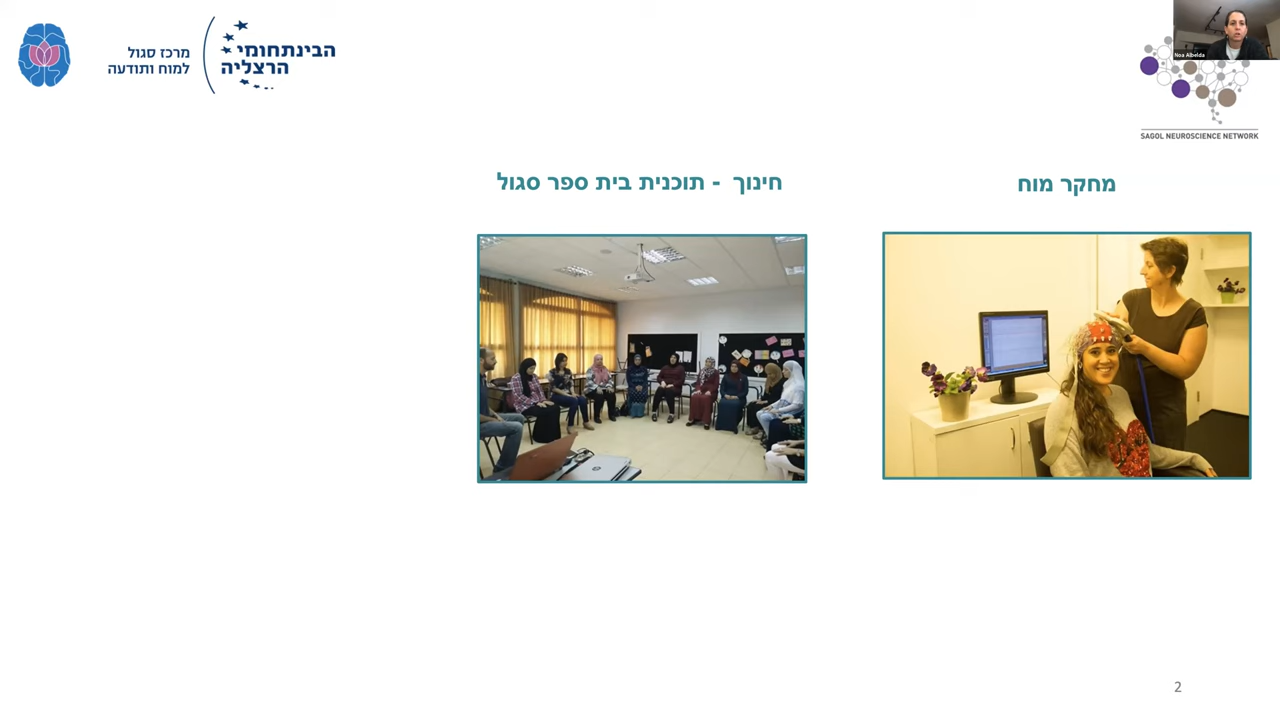 הבינתחומי
הרצליה
מרכז סגול
למוח ותודעה
Noa Albelda
SAGOL NEUROSCIENCE NETWORK
מחקר מוח
חינוך - תוכנית בית ספר סגול
2